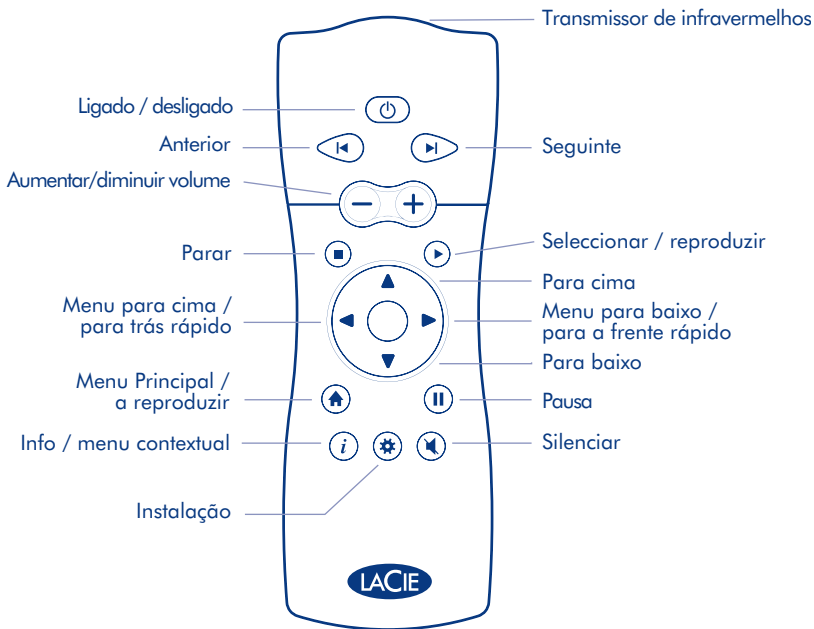 Transmissor de infravermelhos
Ligado / desligado
Anterior
Seguinte
Aumentar/diminuir volume
Parar
Seleccionar / reproduzir
Para cima
Menu para cima /
para trás rápido
Menu para baixo /
para a frente rápido
Para baixo
Menu Principal /
a reproduzir
Pausa
Info / menu contextual
i
Silenciar
Instalação
LACIE